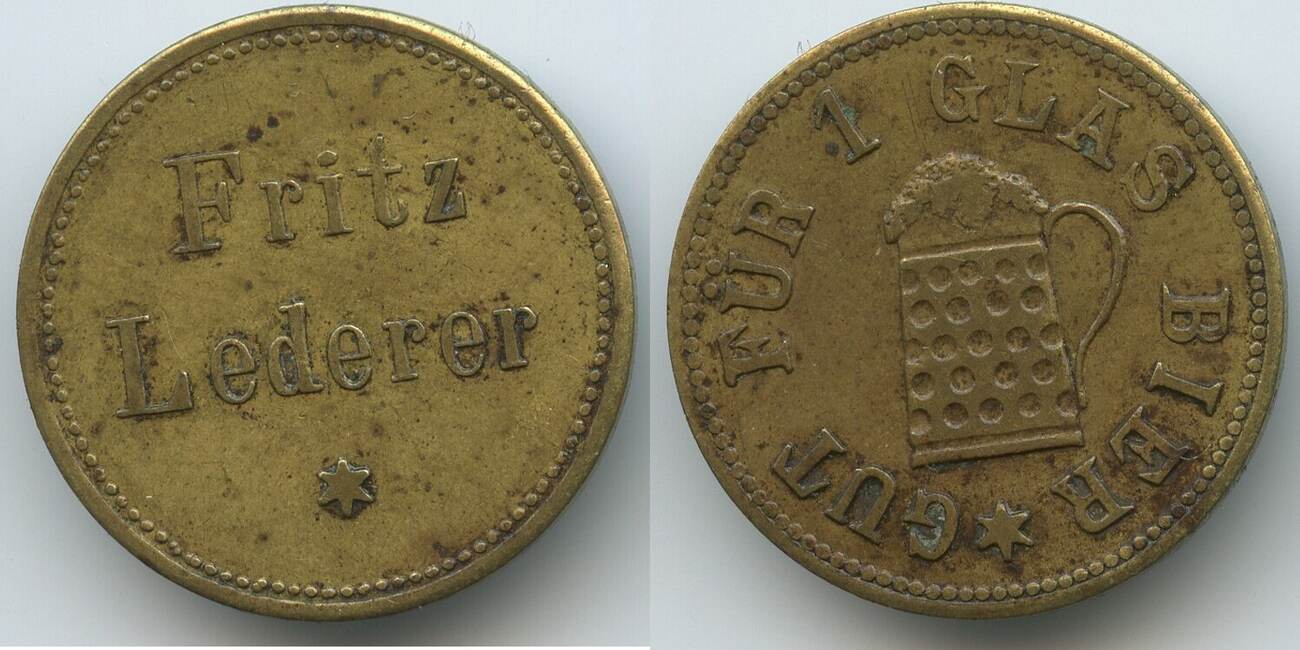 Fritz
Lederer
GUT FÜR 1 GLAS BIER